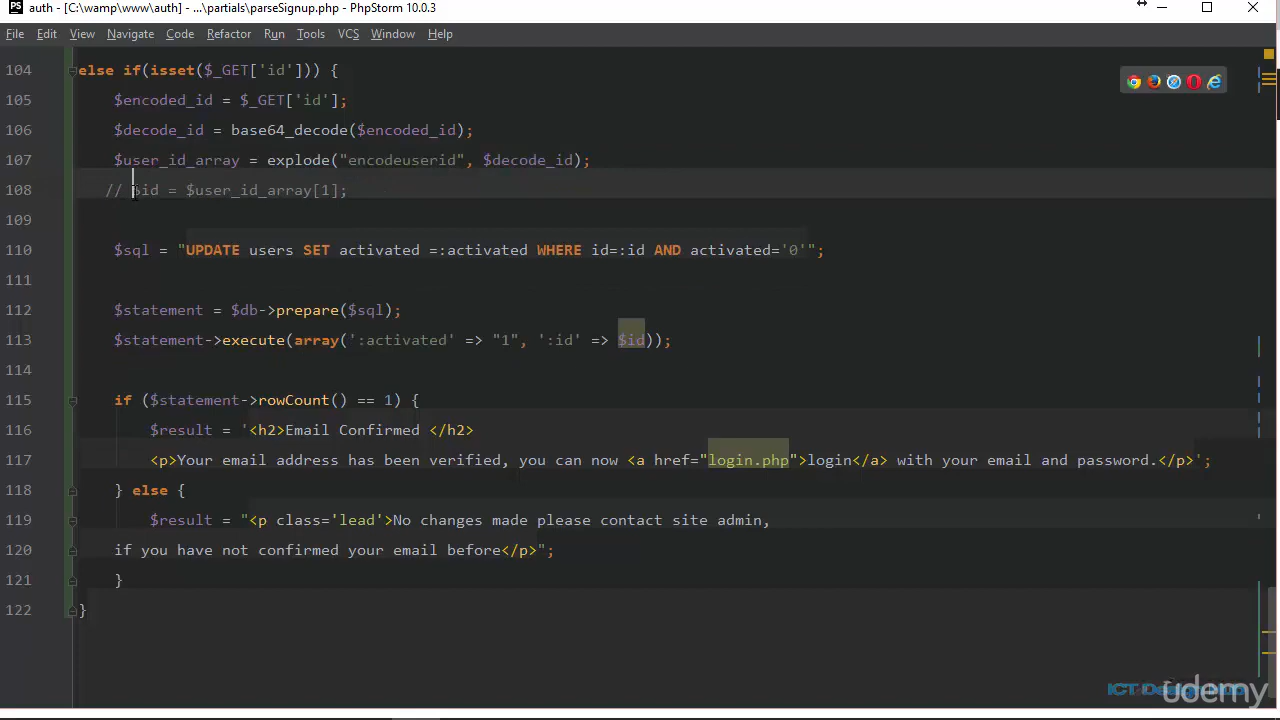 auth - [C:\wamp\www\auth] - ...\partials\parseSignup.php - PhpStorm 10.0.3
File Edit View Navigate Code Refactor Run Tools VCS Window Help
104 else if(isset($_GET['id'])) {
105 $encoded_id = $_GET['id'];
106 $decode_id = base64_decode($encoded_id);
107 $user_id_array = explode("encodeuserid", $decode_id);
108 // $id = $user_id_array[1];
109
110 $sql = "UPDATE users SET activated =:activated WHERE id=:id AND activated='0'";
111
112 $statement = $db->prepare($sql);
113 $statement->execute(array(':activated' => "1", ':id' => $id));
114
115 if ($statement->rowCount() == 1) {
116 $result = '<h2>Email Confirmed </h2>
117 <p>Your email address has been verified, you can now <a href="login.php">login</a> with your email and password.</p>';
118 } else {
119 $result = "<p class='lead'>No changes made please contact site admin,
120 if you have not confirmed your email before</p>";
121 }
122 }
ICT Design Hub
udemy